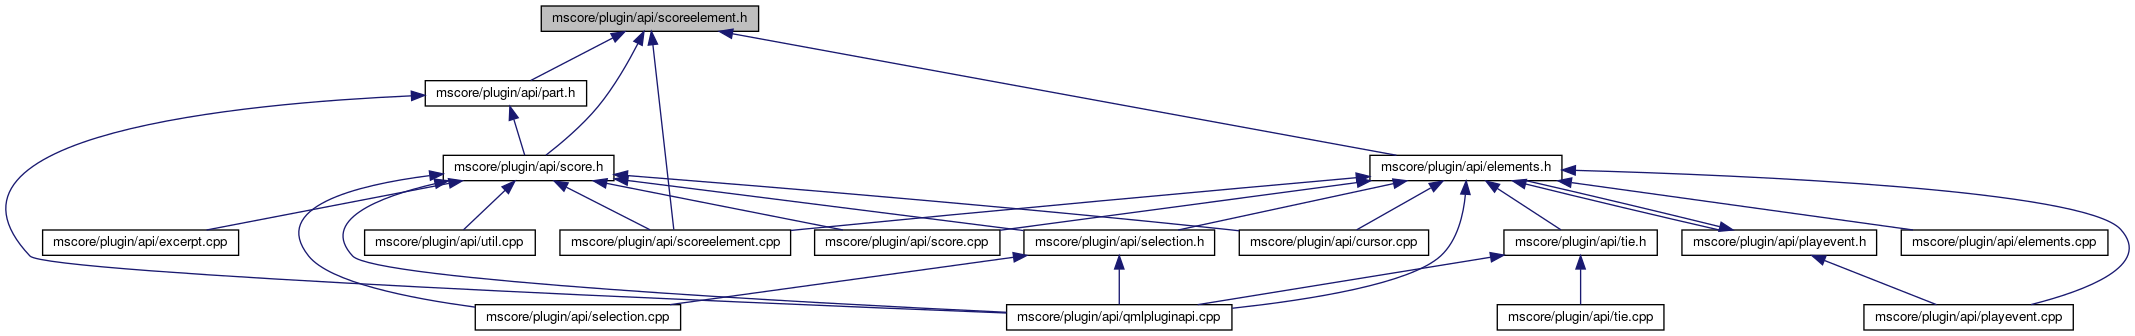 mscore/plugin/api/scoreelement.h
mscore/plugin/api/part.h
mscore/plugin/api/score.h
mscore/plugin/api/elements.h
mscore/plugin/api/excerpt.cpp
mscore/plugin/api/util.cpp
mscore/plugin/api/scoreelement.cpp
mscore/plugin/api/score.cpp
mscore/plugin/api/selection.h
mscore/plugin/api/cursor.cpp
mscore/plugin/api/tie.h
mscore/plugin/api/playevent.h
mscore/plugin/api/elements.cpp
mscore/plugin/api/selection.cpp
mscore/plugin/api/qmlpluginapi.cpp
mscore/plugin/api/tie.cpp
mscore/plugin/api/playevent.cpp